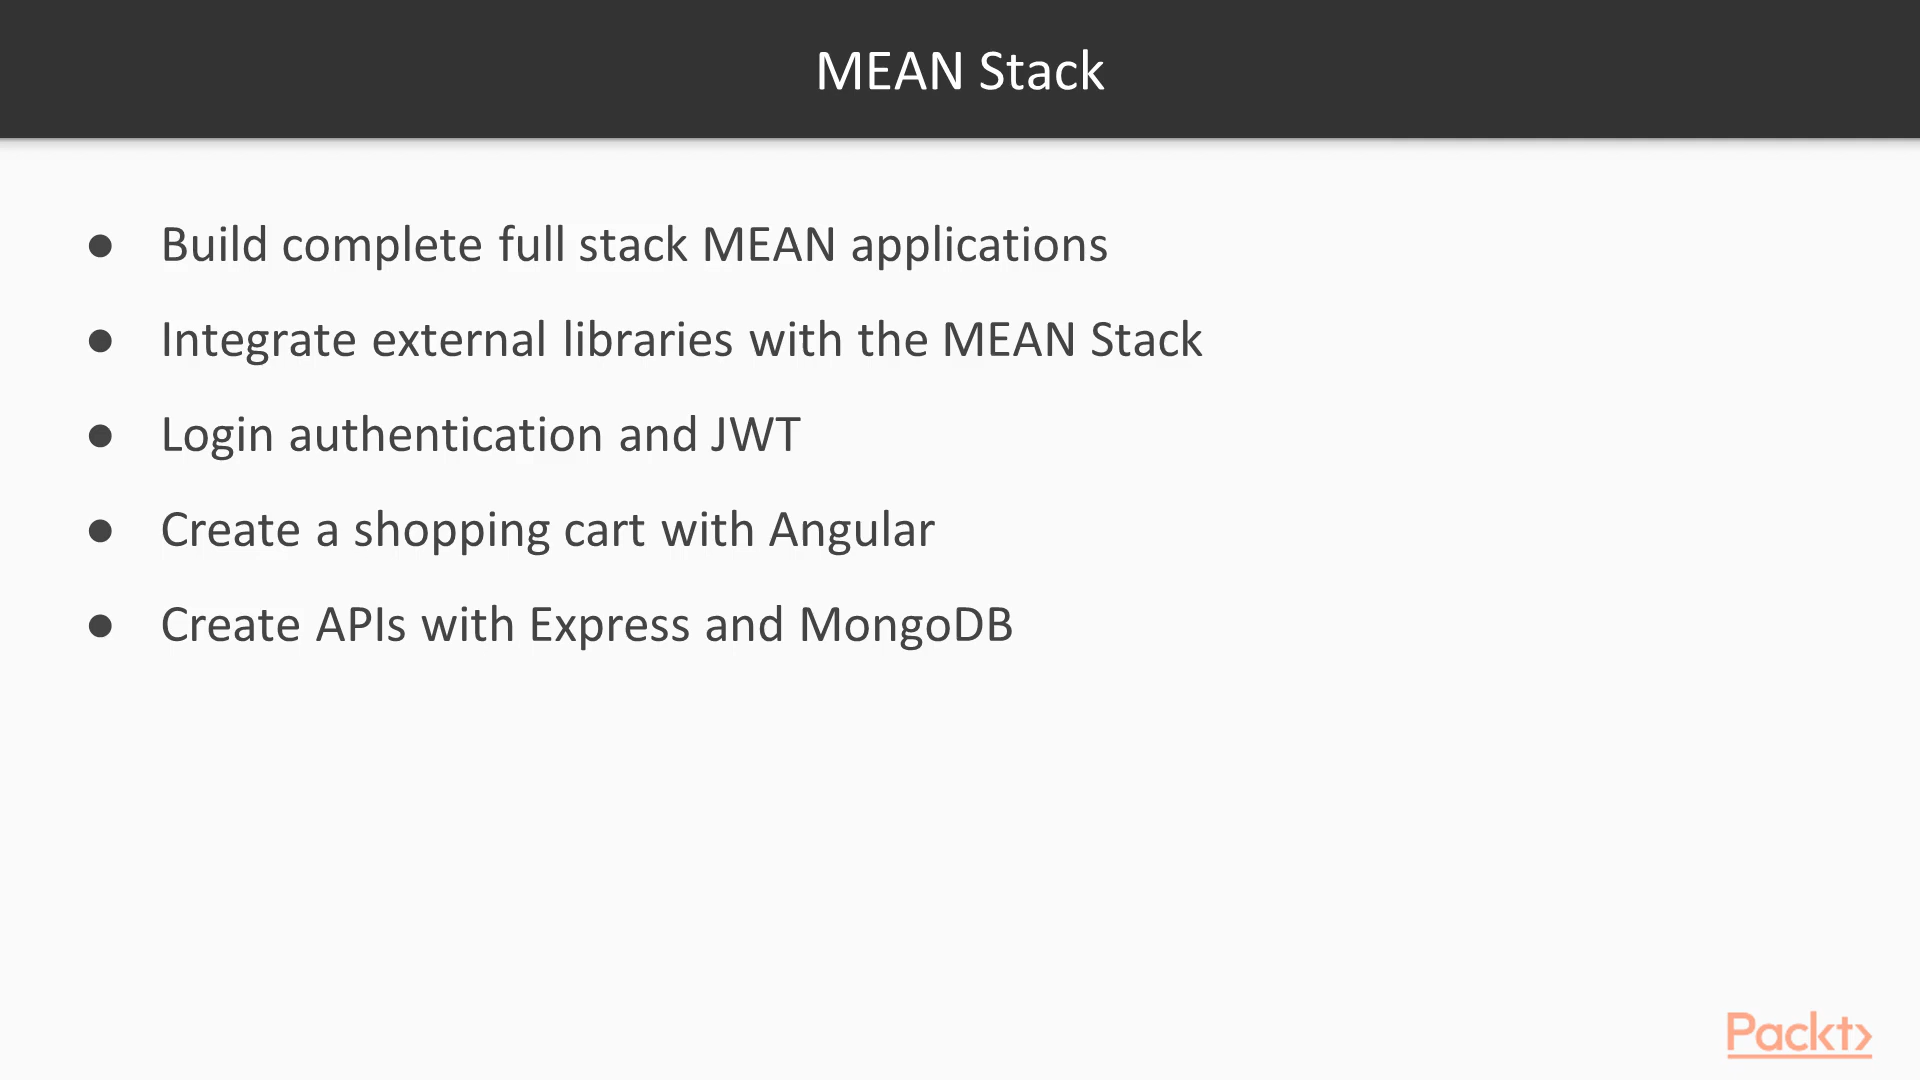 MEAN Stack
● Build complete full stack MEAN applications
● Integrate external libraries with the MEAN Stack
● Login authentication and JWT
● Create a shopping cart with Angular
● Create APIs with Express and MongoDB
Packt>